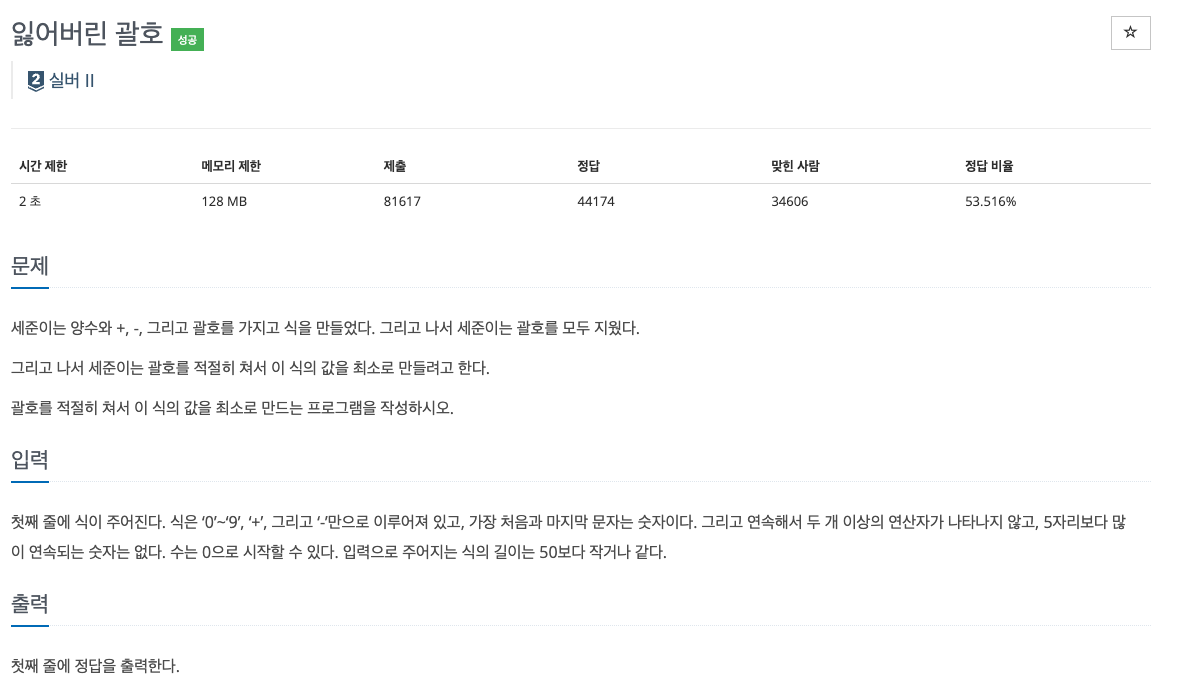 잃어버린 괄호 성공
☆
2 실버 II
시간 제한 메모리 제한 제출 정답 맞힌 사람 정답 비율
2 초 128 MB 81617 44174 34606 53.516%
문제
세준이는 양수와 +, -, 그리고 괄호를 가지고 식을 만들었다. 그리고 나서 세준이는 괄호를 모두 지웠다.
그리고 나서 세준이는 괄호를 적절히 쳐서 이 식의 값을 최소로 만들려고 한다.
괄호를 적절히 쳐서 이 식의 값을 최소로 만드는 프로그램을 작성하시오.
입력
첫째 줄에 식이 주어진다. 식은 ‘0’~‘9’, ‘+’, 그리고 ‘-’만으로 이루어져 있고, 가장 처음과 마지막 문자는 숫자이다. 그리고 연속해서 두 개 이상의 연산자가 나타나지 않고, 5자리보다 많
이 연속되는 숫자는 없다. 수는 0으로 시작할 수 있다. 입력으로 주어지는 식의 길이는 50보다 작거나 같다.
출력
첫째 줄에 정답을 출력한다.